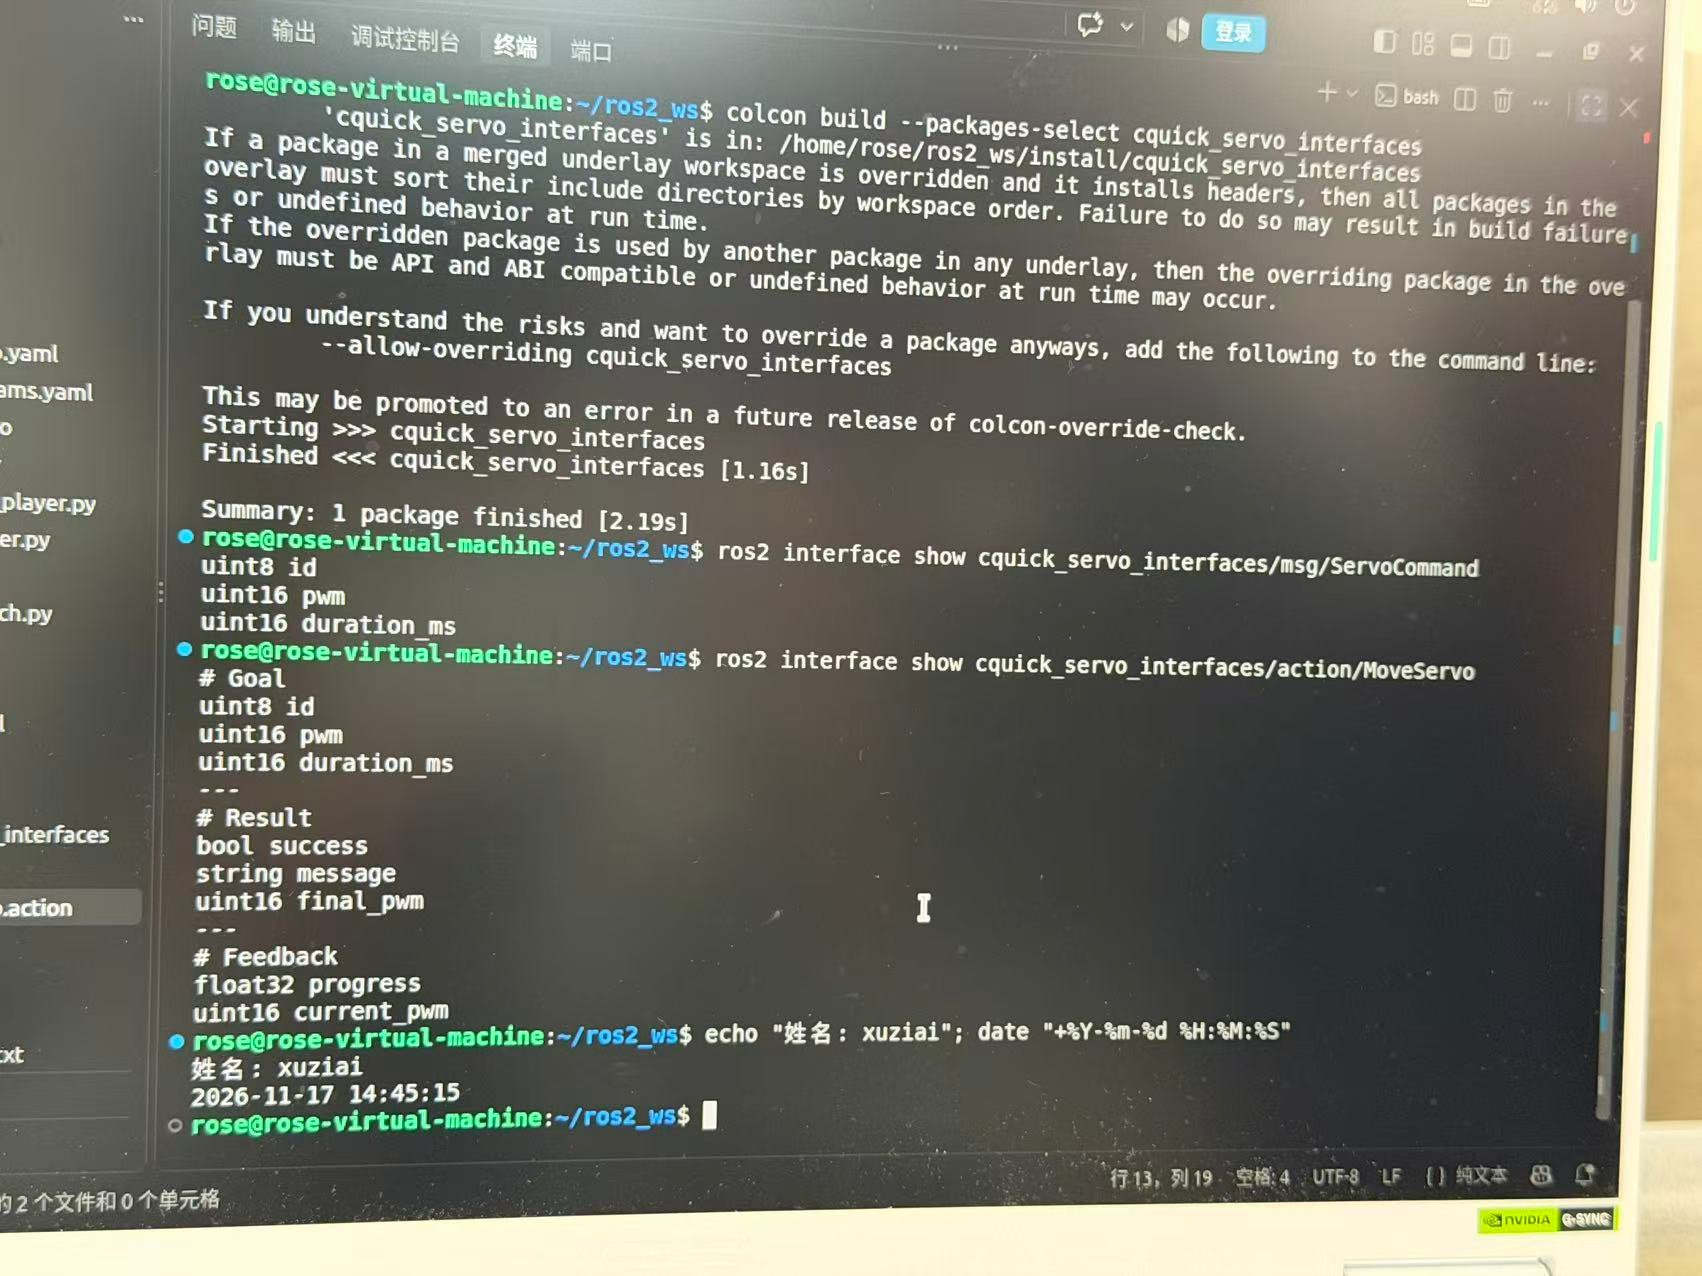 问题 输出 调试控制台 终端 端口
登录
bash
rose@rose-virtual-machine:~/ros2_ws$ colcon build --packages-select cquick_servo_interfaces
'cquick_servo_interfaces' is in: /home/rose/ros2_ws/install/cquick_servo_interfaces
If a package in a merged underlay workspace is overridden and it installs headers, then all packages in the
overlay must sort their include directories by workspace order. Failure to do so may result in build failure
s or undefined behavior at run time.
If the overridden package is used by another package in any underlay, then the overriding package in the ove
rlay must be API and ABI compatible or undefined behavior at run time may occur.
If you understand the risks and want to override a package anyways, add the following to the command line:
--allow-overriding cquick_servo_interfaces
This may be promoted to an error in a future release of colcon-override-check.
Starting >>> cquick_servo_interfaces
Finished <<< cquick_servo_interfaces [1.16s]
Summary: 1 package finished [2.19s]
rose@rose-virtual-machine:~/ros2_ws$ ros2 interface show cquick_servo_interfaces/msg/ServoCommand
uint8 id
uint16 pwm
uint16 duration_ms
rose@rose-virtual-machine:~/ros2_ws$ ros2 interface show cquick_servo_interfaces/action/MoveServo
# Goal
uint8 id
uint16 pwm
uint16 duration_ms
---
# Result
bool success
string message
uint16 final_pwm
---
# Feedback
float32 progress
uint16 current_pwm
rose@rose-virtual-machine:~/ros2_ws$ echo "姓名: xuziai"; date "+%Y-%m-%d %H:%M:%S"
姓名: xuziai
2026-11-17 14:45:15
rose@rose-virtual-machine:~/ros2_ws$
.yaml
ams.yaml
o
_player.py
er.py
ch.py
_interfaces
.action
xt
的 2 个文件和 0 个单元格
行 13, 列 19 空格: 4 UTF-8 LF {} 纯文本
NVIDIA G-SYNC